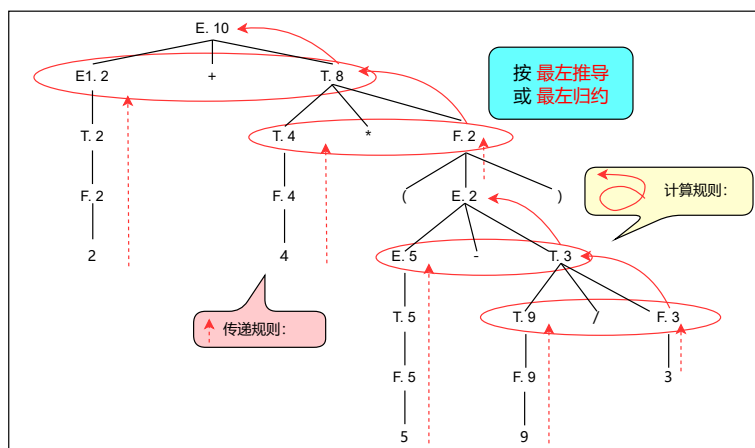 E. 10
E1. 2
+
T. 8
按 最左推导
或 最左归约
T. 2
T. 4
*
F. 2
F. 2
F. 4
(
E. 2
)
计算规则：
2
4
E. 5
-
T. 3
传递规则：
T. 5
T. 9
/
F. 3
F. 5
F. 9
3
5
9